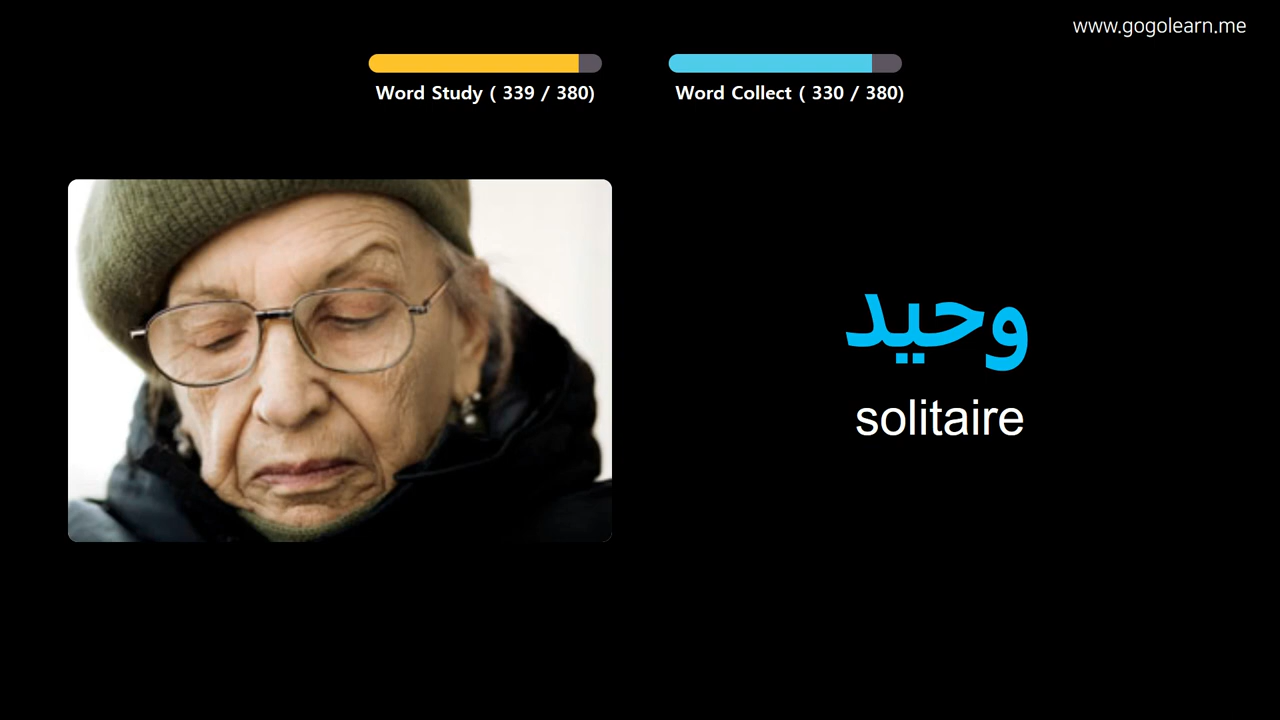 www.gogolearn.me
Word Study ( 339 / 380)
Word Collect ( 330 / 380)
وحيد
solitaire